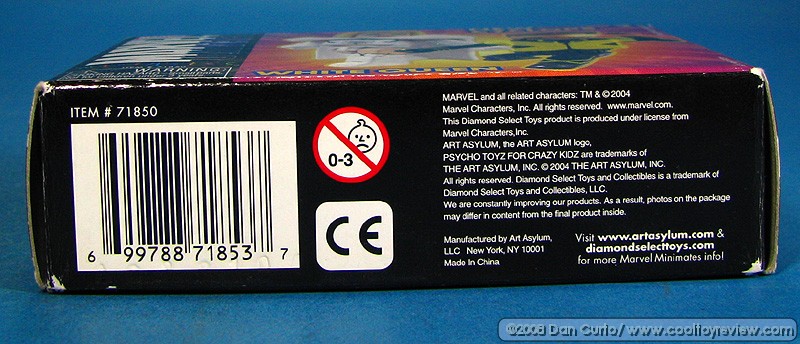 WARNING:
WHITE QUEEN
ITEM # 71850
0-3
CE
6 99788 71853 7
MARVEL and all related characters: TM & © 2004
Marvel Characters, Inc. All rights reserved. www.marvel.com.
This Diamond Select Toys product is produced under license from
Marvel Characters,Inc.
ART ASYLUM, the ART ASYLUM logo,
PSYCHO TOYZ FOR CRAZY KIDZ are trademarks of
THE ART ASYLUM, INC. © 2004 THE ART ASYLUM, INC.
All rights reserved. Diamond Select Toys and Collectibles is a trademark of
Diamond Select Toys and Collectibles, LLC.
We are constantly improving our products. As a result, photos on the package
may differ in content from the final product inside.
Manufactured by Art Asylum,
LLC New York, NY 10001
Made In China
Visit www.artasylum.com &
diamondselecttoys.com
for more Marvel Minimates info!
©2008 Dan Curto/ www.cooltoyreview.com